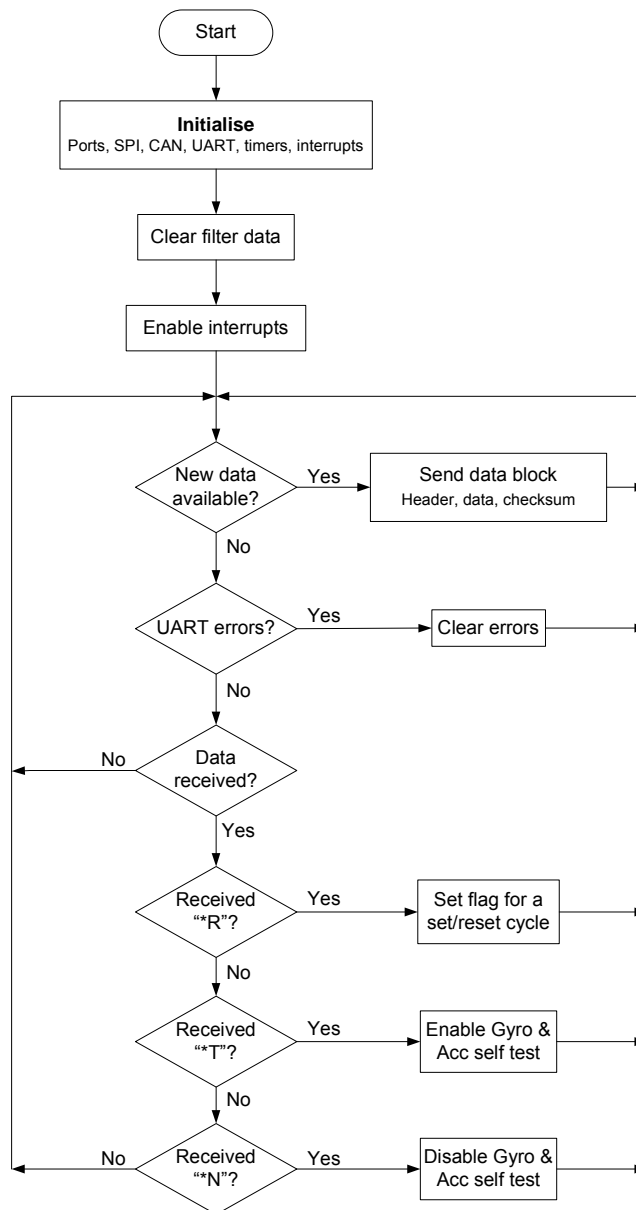 Start
Initialise
Ports, SPI, CAN, UART, timers, interrupts
Clear filter data
Enable interrupts
New data
available?
Yes
Send data block
Header, data, checksum
No
UART errors?
Yes
Clear errors
No
Data
received?
No
Yes
Received
“*R”?
Yes
Set flag for a
set/reset cycle
No
Received
“*T”?
Yes
Enable Gyro &
Acc self test
No
Received
“*N”?
No
Yes
Disable Gyro &
Acc self test